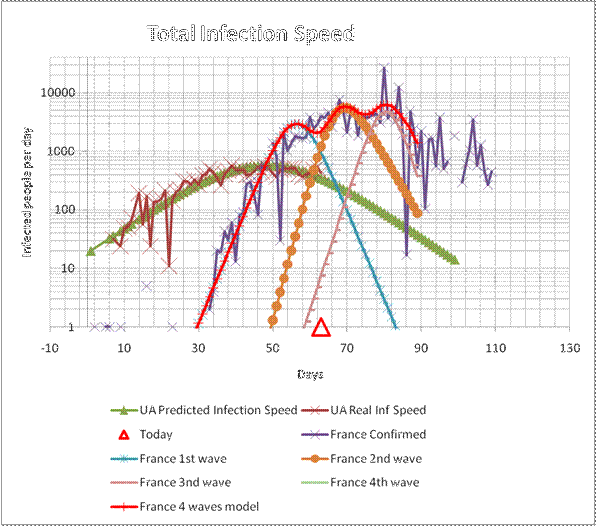 Total Infection Speed
Infected people per day
10000
1000
100
10
1
-10 10 30 50 70 90 110 130
Days
UA Predicted Infection Speed UA Real Inf Speed
Today France Confirmed
France 1st wave France 2nd wave
France 3nd wave France 4th wave
France 4 waves model